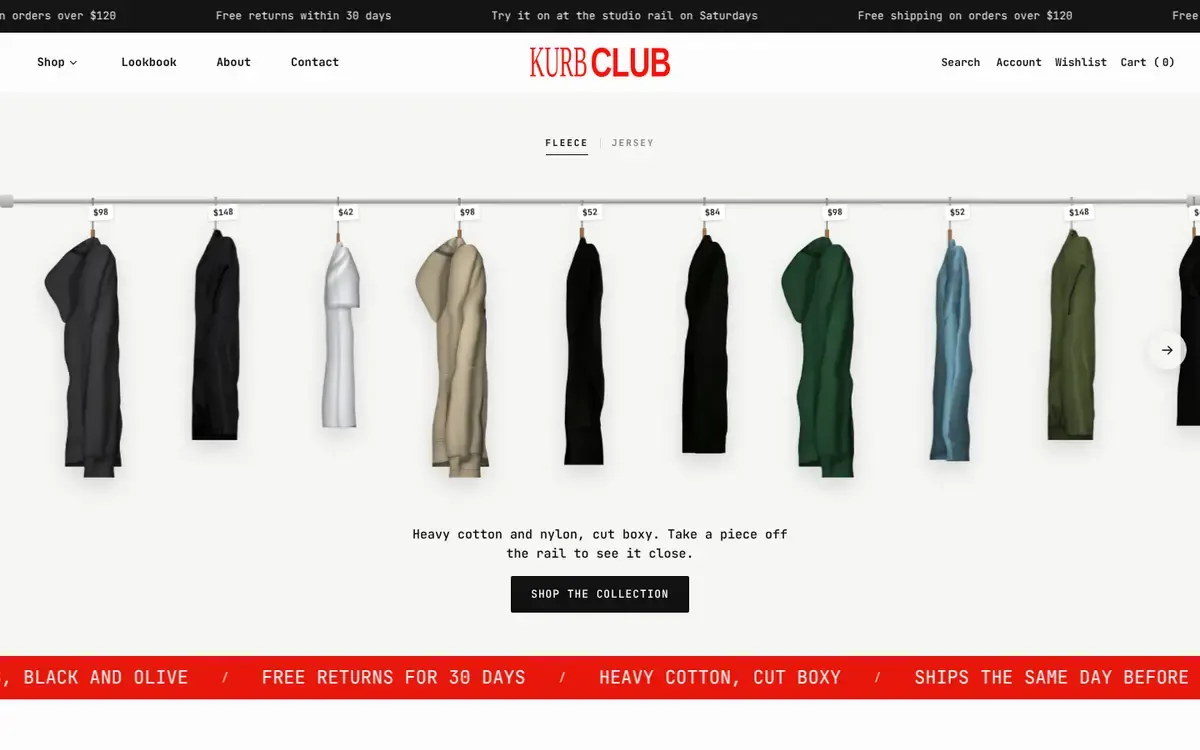 n orders over $120 Free returns within 30 days Try it on at the studio rail on Saturdays Free shipping on orders over $120 Free
Shop Lookbook About Contact KURB CLUB Search Account Wishlist Cart (0)
FLEECE | JERSEY
$98 $148 $42 $98 $52 $84 $98 $52 $148 $
Heavy cotton and nylon, cut boxy. Take a piece off
the rail to see it close.
SHOP THE COLLECTION
, BLACK AND OLIVE / FREE RETURNS FOR 30 DAYS / HEAVY COTTON, CUT BOXY / SHIPS THE SAME DAY BEFORE